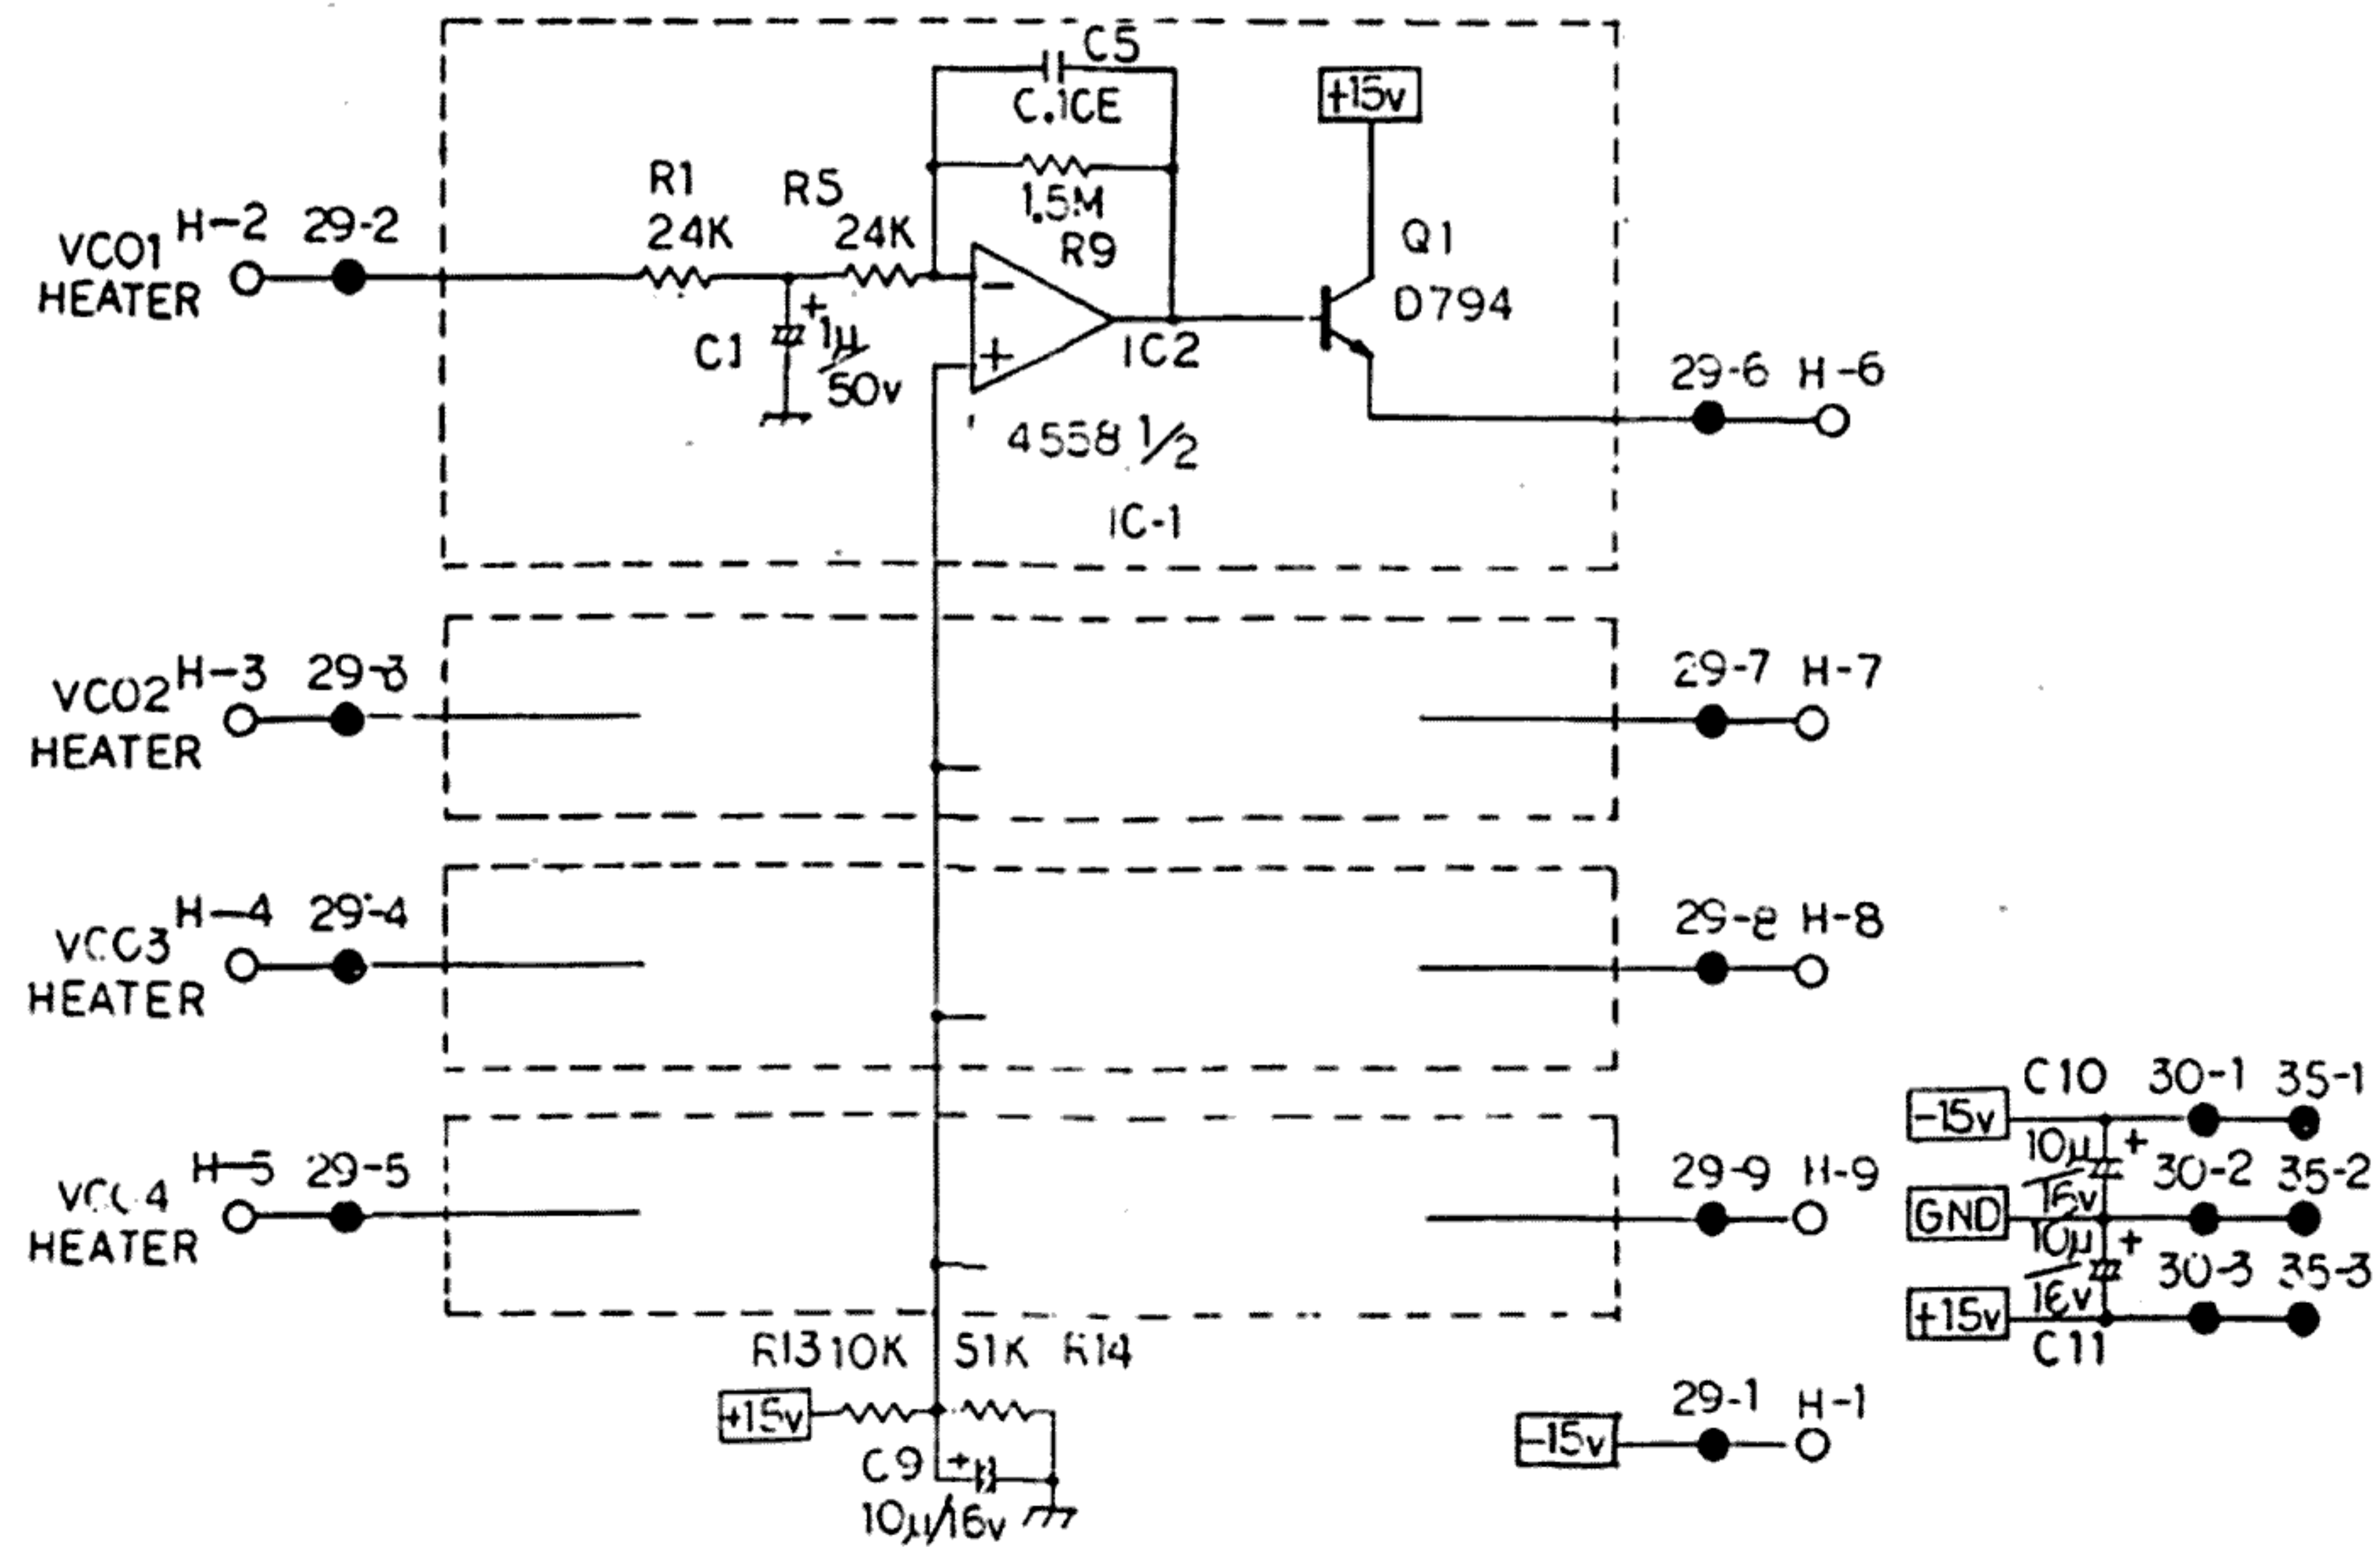 C5
C.1CE
+15v
R1
24K
R5
24K
1.5M
R9
Q1
D794
VCO1
HEATER
H-2
29-2
-
+
C1
+
1μ
50v
IC2
4558 1/2
IC-1
29-6
H-6
VCO2
HEATER
H-3
29-3
29-7
H-7
VCO3
HEATER
H-4
29-4
29-8
H-8
VCO4
HEATER
H-5
29-5
29-9
H-9
R13 10K
51K R14
+15v
C9
+
10μ/16v
-15v
29-1
H-1
-15v
C10
30-1
35-1
10μ
+
16v
GND
30-2
35-2
10μ
+
16v
+15v
30-3
35-3
C11